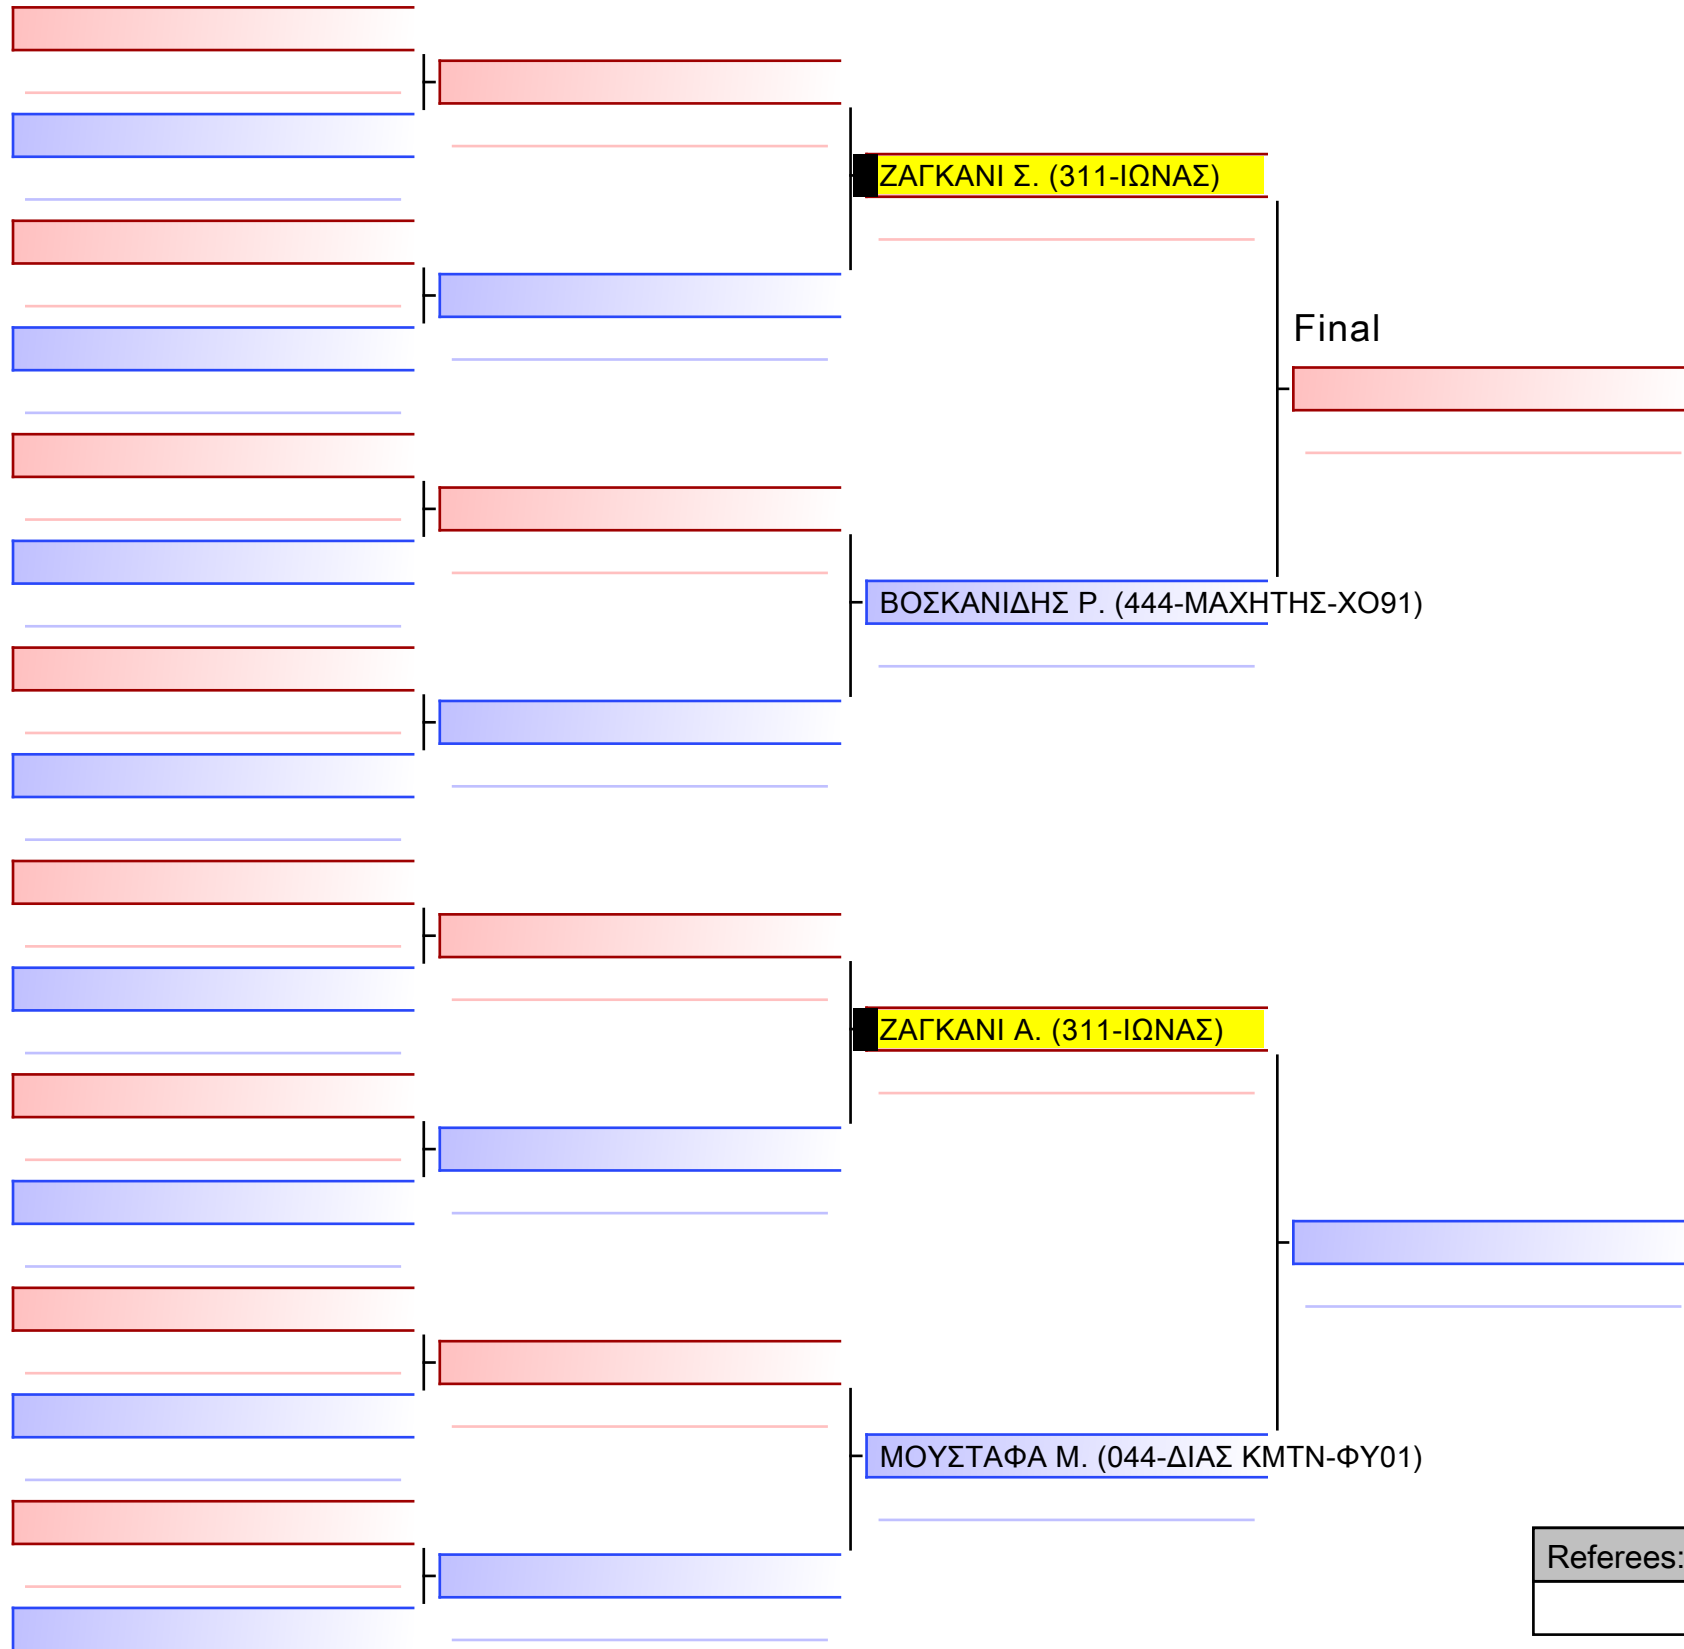 ΖΑΓΚΑΝΙ Σ. (311-ΙΩΝΑΣ)
Final
ΒΟΣΚΑΝΙΔΗΣ Ρ. (444-ΜΑΧΗΤΗΣ-ΧΟ91)
ΖΑΓΚΑΝΙ Α. (311-ΙΩΝΑΣ)
ΜΟΥΣΤΑΦΑ Μ. (044-ΔΙΑΣ ΚΜΤΝ-ΦΥ01)
Referees: